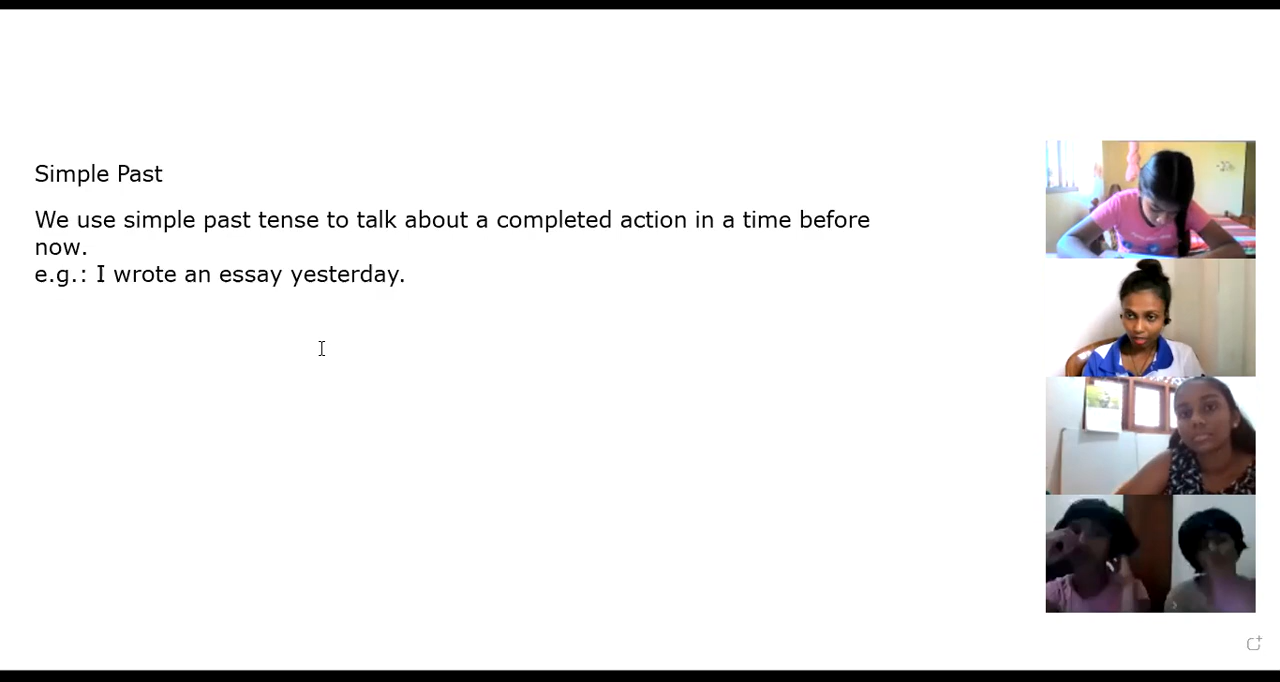 Simple Past
We use simple past tense to talk about a completed action in a time before
now.
e.g.: I wrote an essay yesterday.